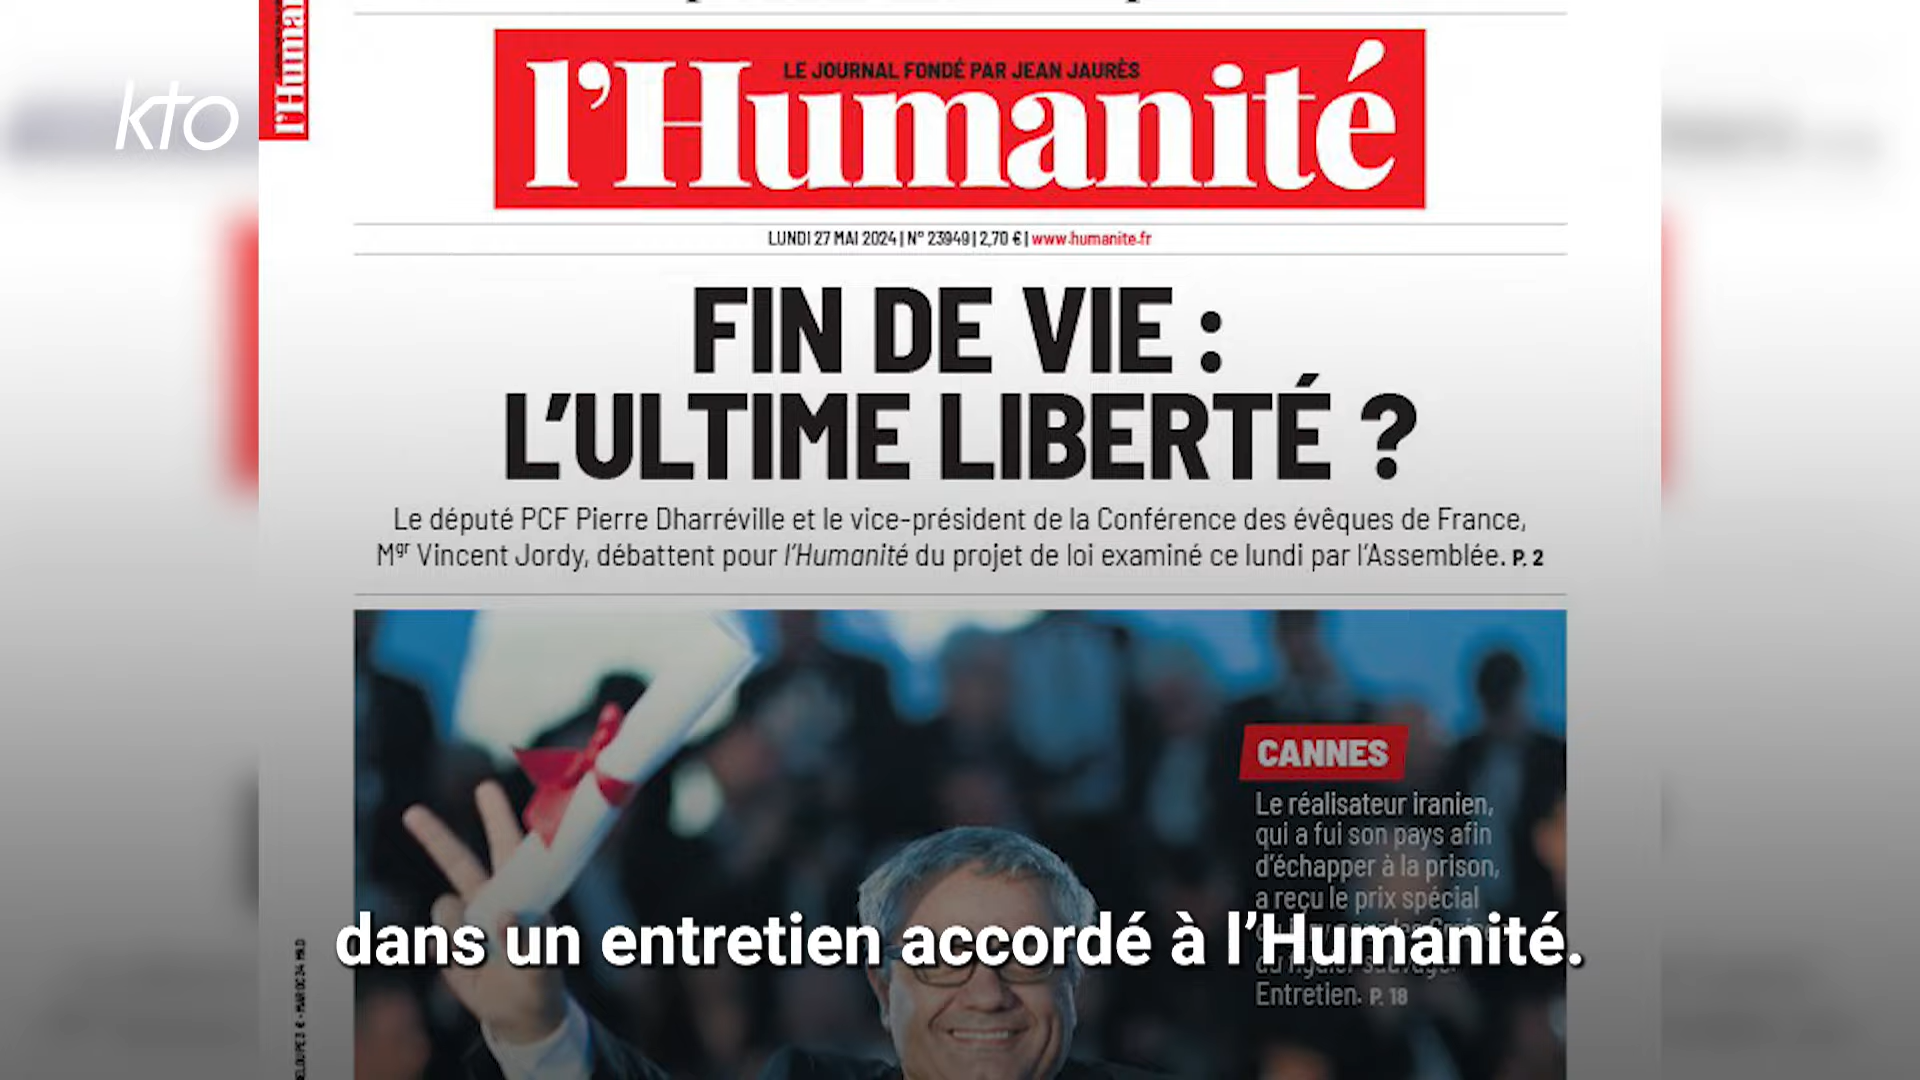 kto
l'Humanité
LE JOURNAL FONDÉ PAR JEAN JAURÈS
LUNDI 27 MAI 2024 | N° 23949 | 2,70 € | www.humanite.fr
FIN DE VIE :
L'ULTIME LIBERTÉ ?
Le député PCF Pierre Dharréville et le vice-président de la Conférence des évêques de France,
Mgr Vincent Jordy, débattent pour l'Humanité du projet de loi examiné ce lundi par l'Assemblée. P. 2
CANNES
Le réalisateur iranien,
qui a fui son pays afin
d'échapper à la prison,
a reçu le prix spécial
Entretien. P. 18
dans un entretien accordé à l'Humanité.